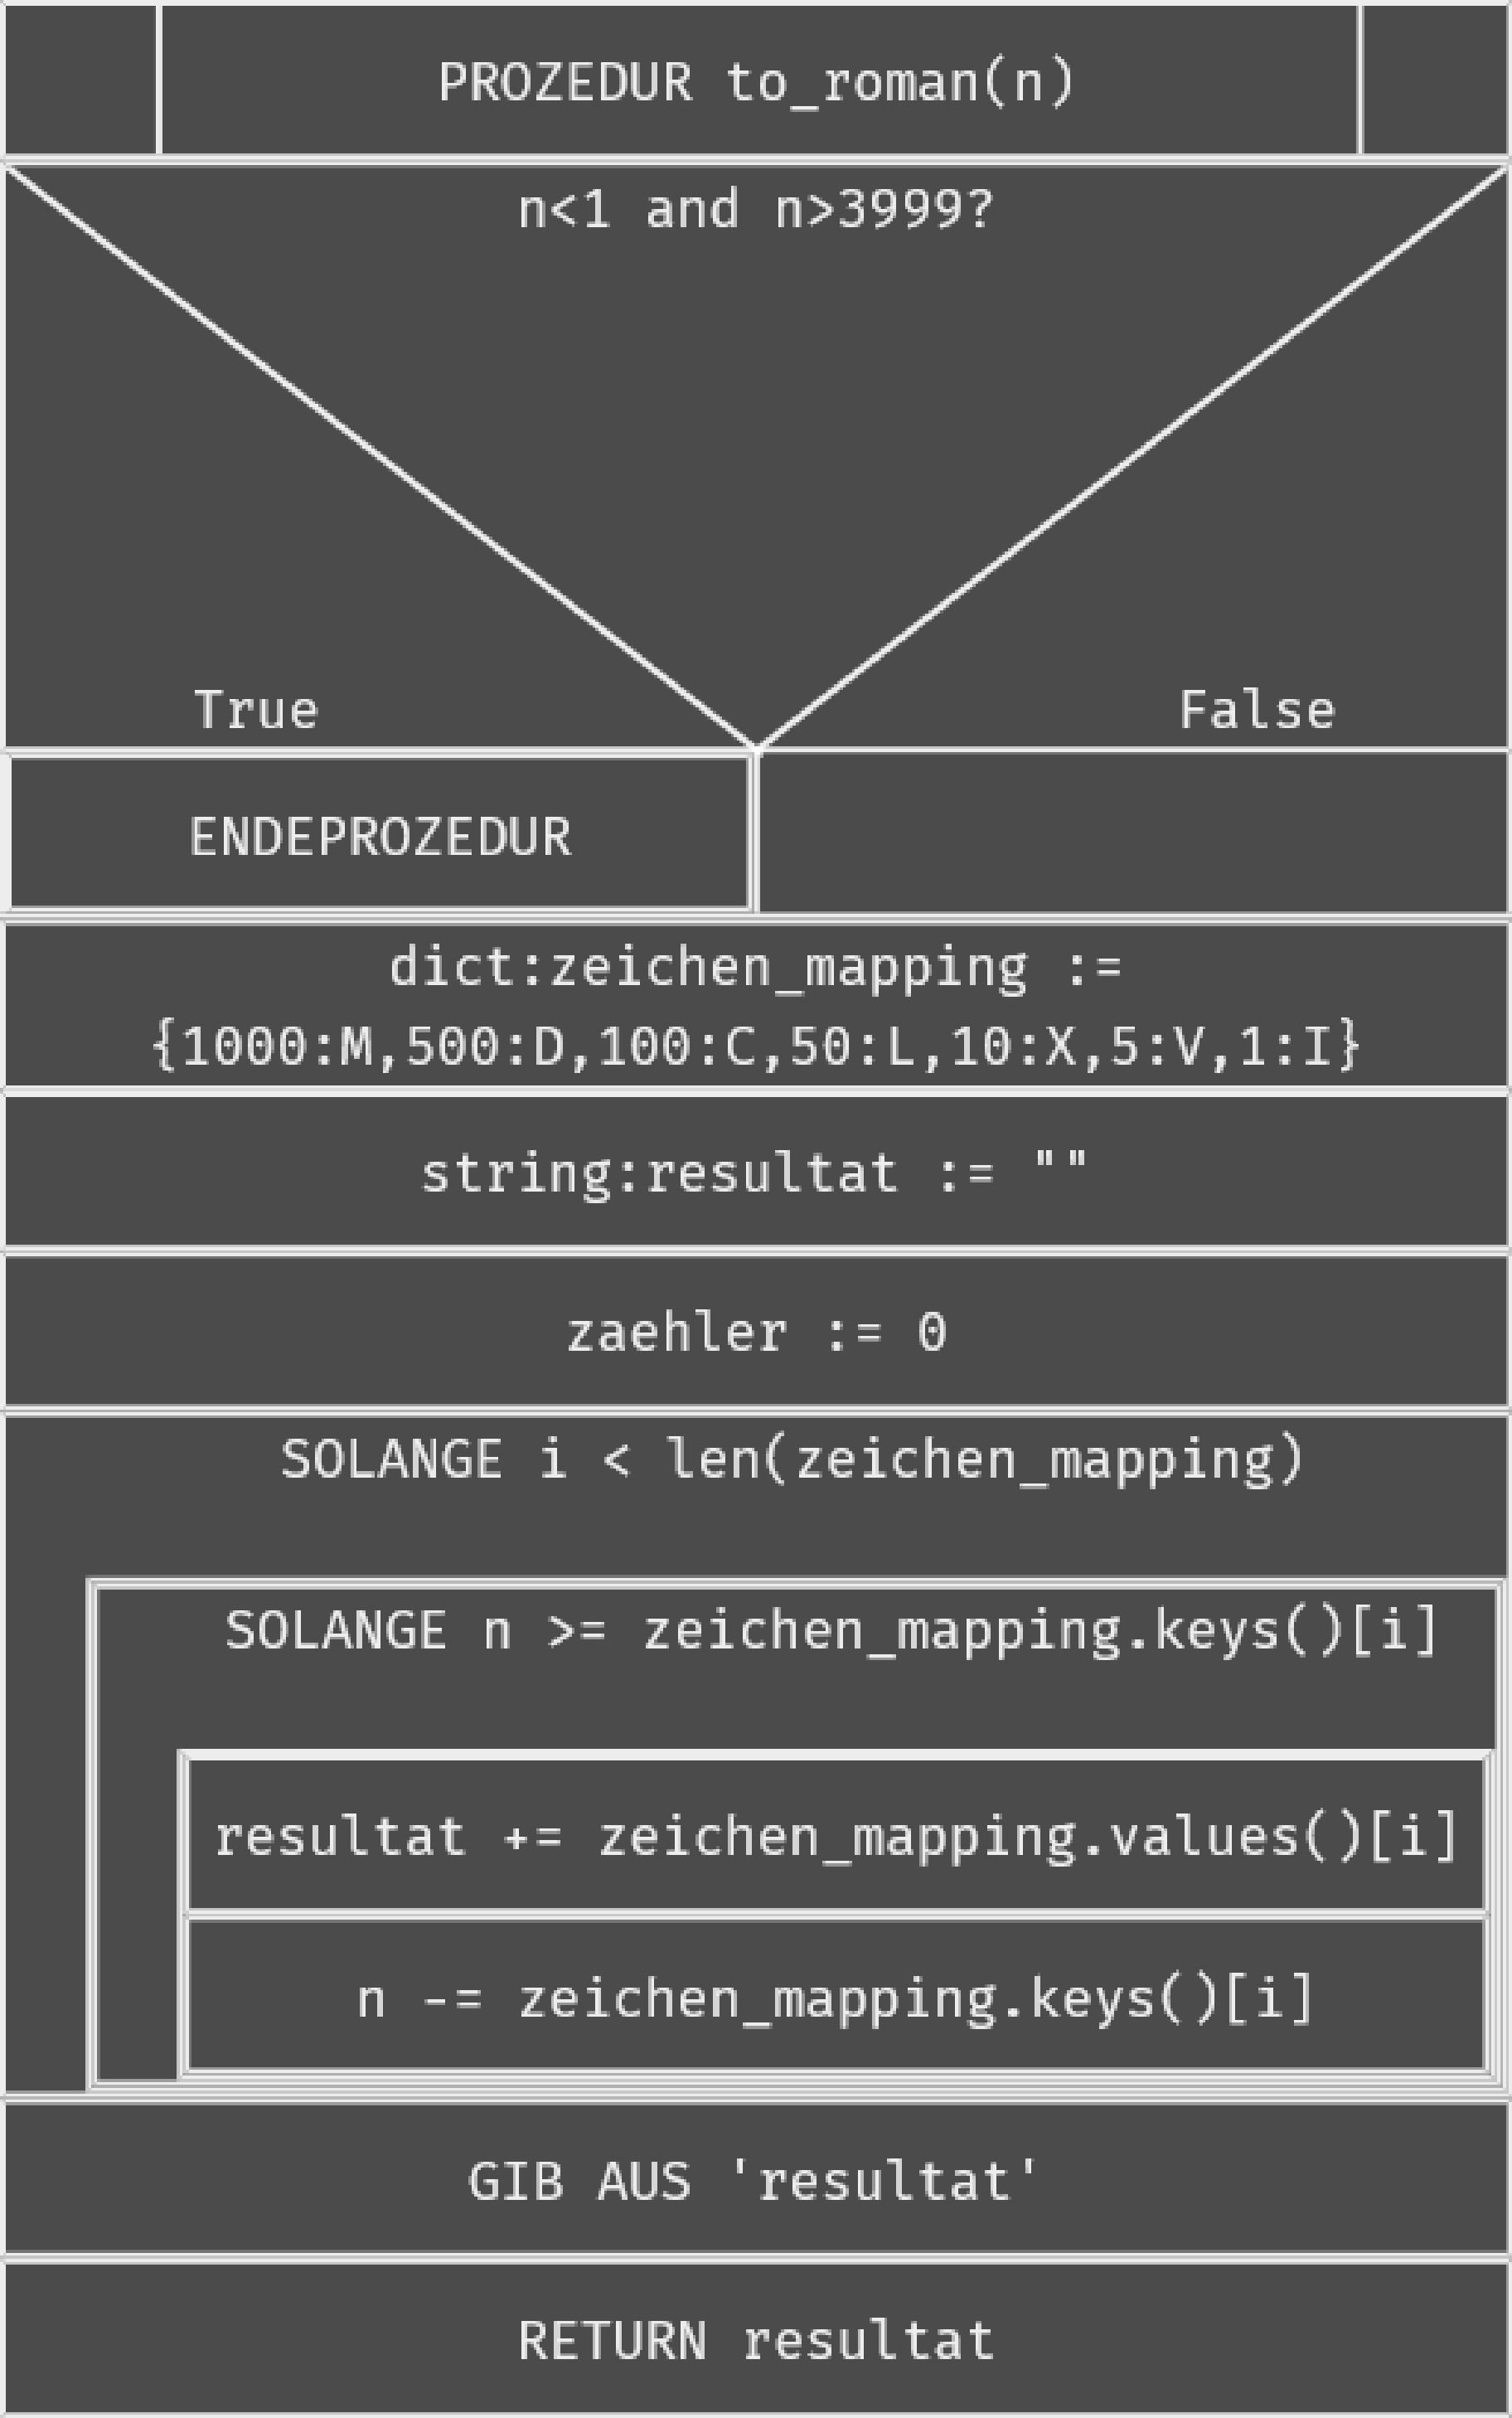 PROZEDUR to_roman(n)
n<1 and n>3999?
True
False
ENDEPROZEDUR
dict:zeichen_mapping :=
{1000:M,500:D,100:C,50:L,10:X,5:V,1:I}
string:resultat := ""
zaehler := 0
SOLANGE i < len(zeichen_mapping)
SOLANGE n >= zeichen_mapping.keys()[i]
resultat += zeichen_mapping.values()[i]
n -= zeichen_mapping.keys()[i]
GIB AUS 'resultat'
RETURN resultat